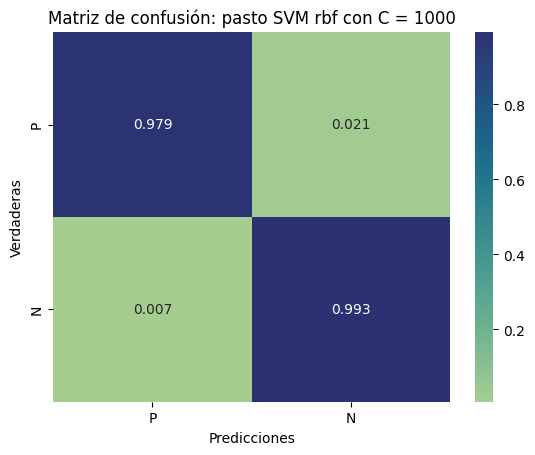 Matriz de confusión: pasto SVM rbf con C = 1000
Verdaderas
P
0.979
0.021
N
0.007
0.993
P
N
Predicciones
0.8
0.6
0.4
0.2